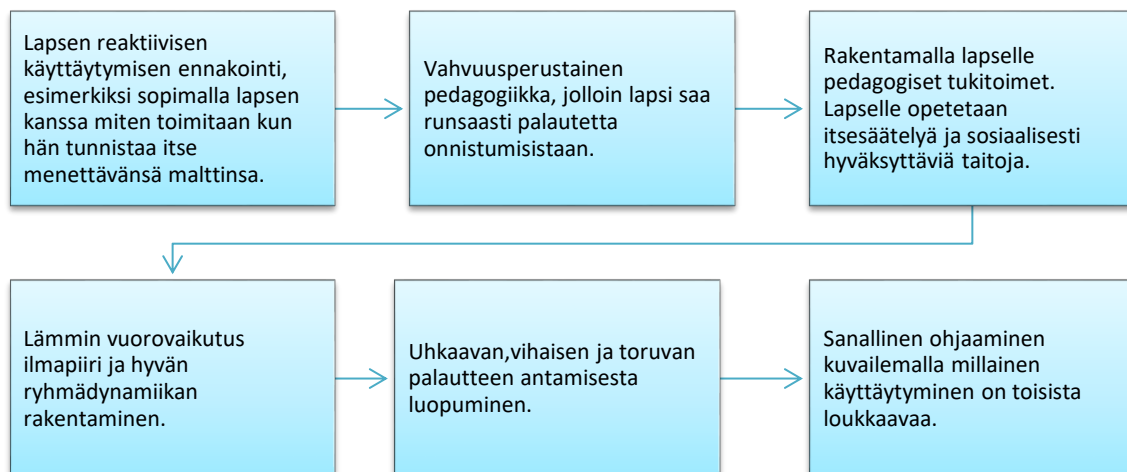 Lapsen reaktiivisen
käyttäytymisen ennakointi,
esimerkiksi sopimalla lapsen
kanssa miten toimitaan kun
hän tunnistaa itse
menettävänsä malttinsa.
Vahvuusperustainen
pedagogiikka, jolloin lapsi saa
runsaasti palautetta
onnistumisistaan.
Rakentamalla lapselle
pedagogiset tukitoimet.
Lapselle opetetaan
itsesäätelyä ja sosiaalisesti
hyväksyttäviä taitoja.
Lämmin vuorovaikutus
ilmapiiri ja hyvän
ryhmädynamiikan
rakentaminen.
Uhkaavan,vihaisen ja toruvan
palautteen antamisesta
luopuminen.
Sanallinen ohjaaminen
kuvailemalla millainen
käyttäytyminen on toisista
loukkaavaa.